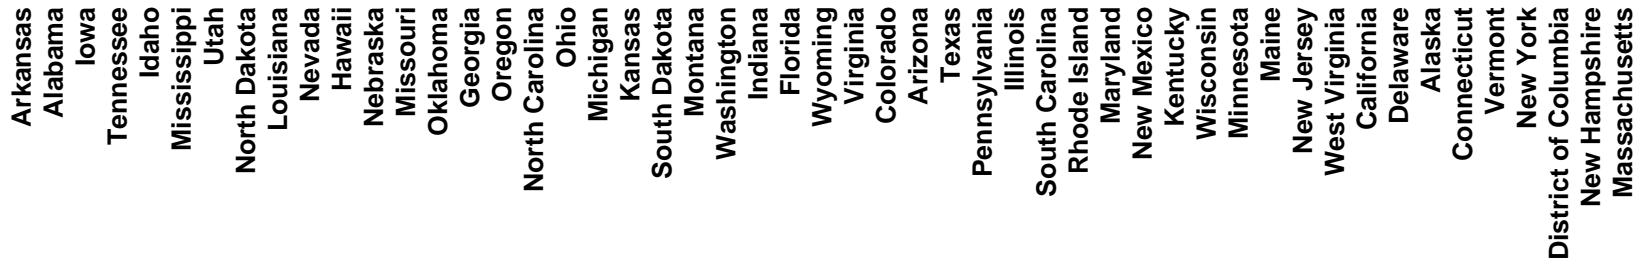 Arkansas
Alabama
Iowa
Tennessee
Idaho
Mississippi
Utah
North Dakota
Louisiana
Nevada
Hawaii
Nebraska
Missouri
Oklahoma
Georgia
Oregon
North Carolina
Ohio
Michigan
Kansas
South Dakota
Montana
Washington
Indiana
Florida
Wyoming
Virginia
Colorado
Arizona
Texas
Pennsylvania
Illinois
South Carolina
Rhode Island
Maryland
New Mexico
Kentucky
Wisconsin
Minnesota
Maine
New Jersey
West Virginia
California
Delaware
Alaska
Connecticut
Vermont
New York
District of Columbia
New Hampshire
Massachusetts